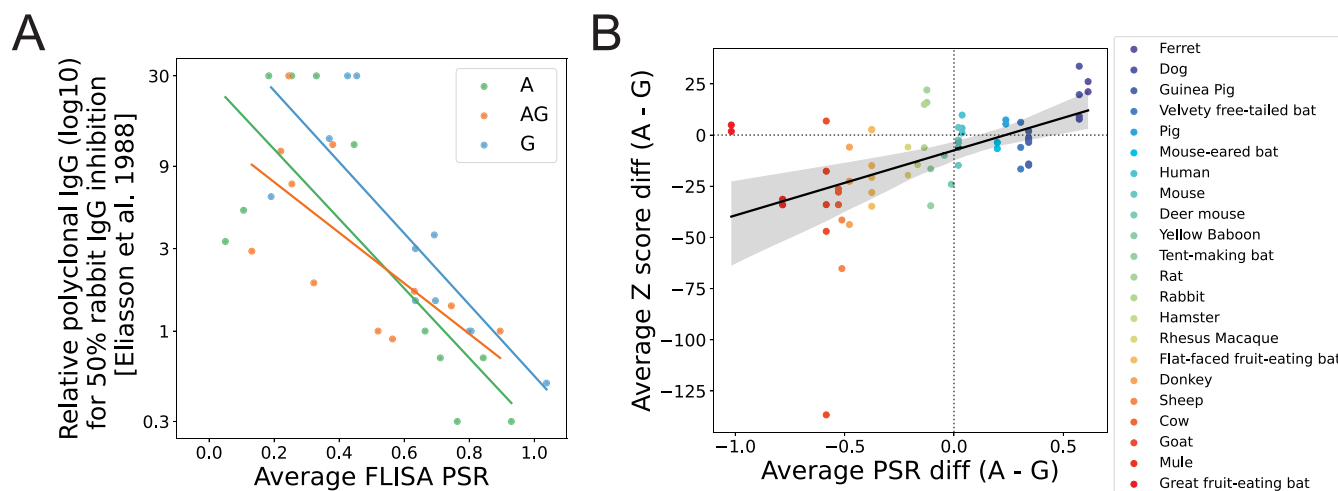 A
Relative polyclonal IgG (log10)
for 50% rabbit IgG inhibition
[Eliasson et al. 1988]
30
9
3
1
0.3
A
AG
G
0.0 0.2 0.4 0.6 0.8 1.0
Average FLISA PSR
B
Average Z score diff (A - G)
25
0
−25
−50
−75
−100
−125
−1.0 −0.5 0.0 0.5
Average PSR diff (A - G)
Ferret
Dog
Guinea Pig
Velvety free-tailed bat
Pig
Mouse-eared bat
Human
Mouse
Deer mouse
Yellow Baboon
Tent-making bat
Rat
Rabbit
Hamster
Rhesus Macaque
Flat-faced fruit-eating bat
Donkey
Sheep
Cow
Goat
Mule
Great fruit-eating bat